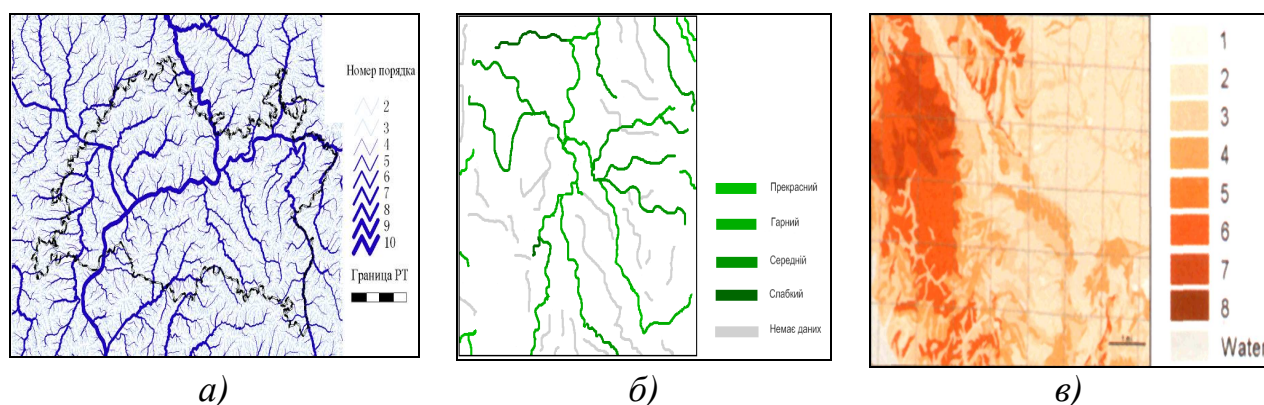 Номер порядка
2
3
4
5
6
7
8
9
10
Граница РТ
Прекрасний
Гарний
Середній
Слабкий
Немає даних
1
2
3
4
5
6
7
8
Water
а)
б)
в)